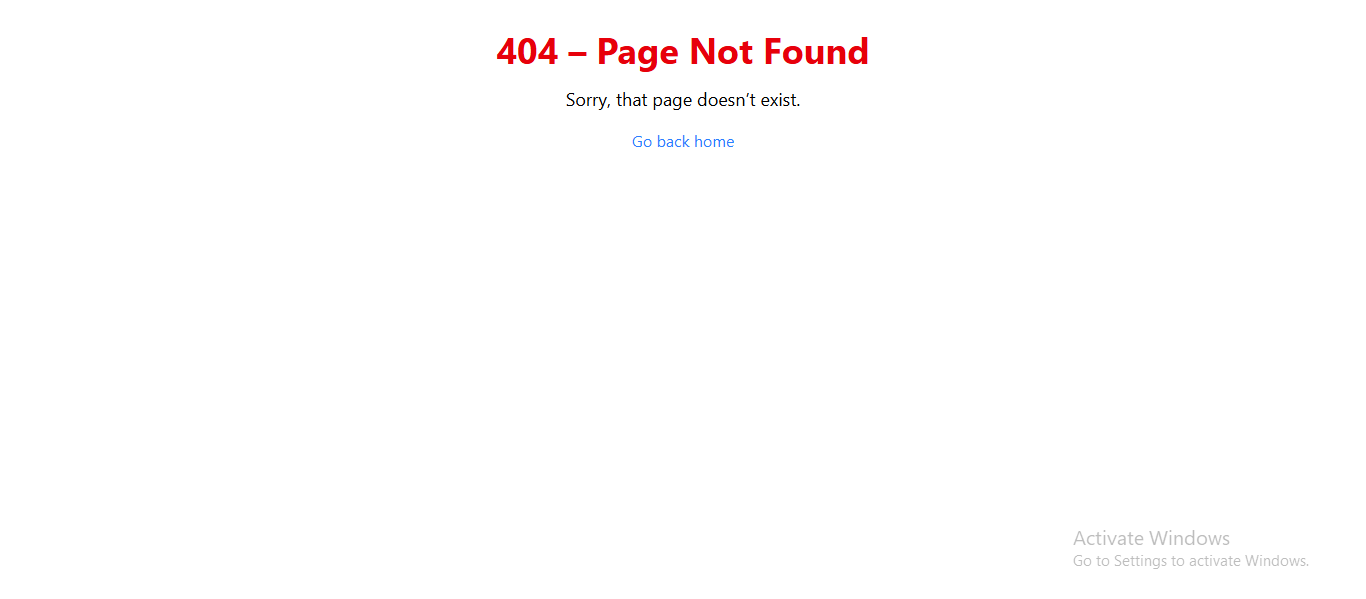 404 – Page Not Found
Sorry, that page doesn’t exist.
Go back home
Activate Windows
Go to Settings to activate Windows.